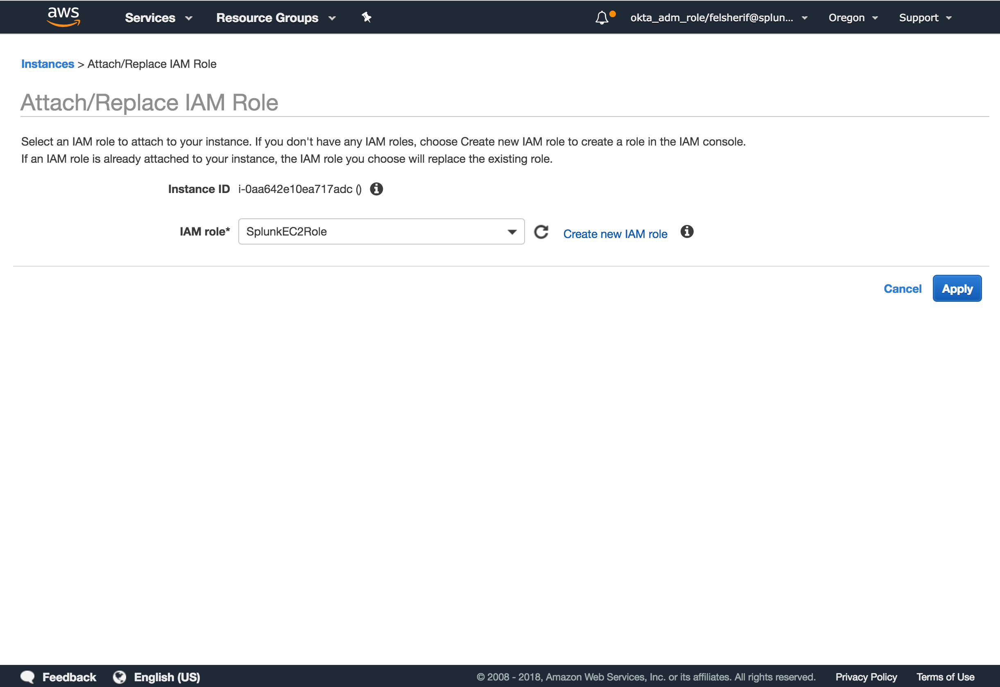 aws Services Resource Groups okta_adm_role/felsherif@splun... Oregon Support
Instances > Attach/Replace IAM Role
Attach/Replace IAM Role
Select an IAM role to attach to your instance. If you don't have any IAM roles, choose Create new IAM role to create a role in the IAM console.
If an IAM role is already attached to your instance, the IAM role you choose will replace the existing role.
Instance ID i-0aa642e10ea717adc ()
IAM role* SplunkEC2Role Create new IAM role
Cancel Apply
Feedback English (US) © 2008 - 2018, Amazon Web Services, Inc. or its affiliates. All rights reserved. Privacy Policy Terms of Use